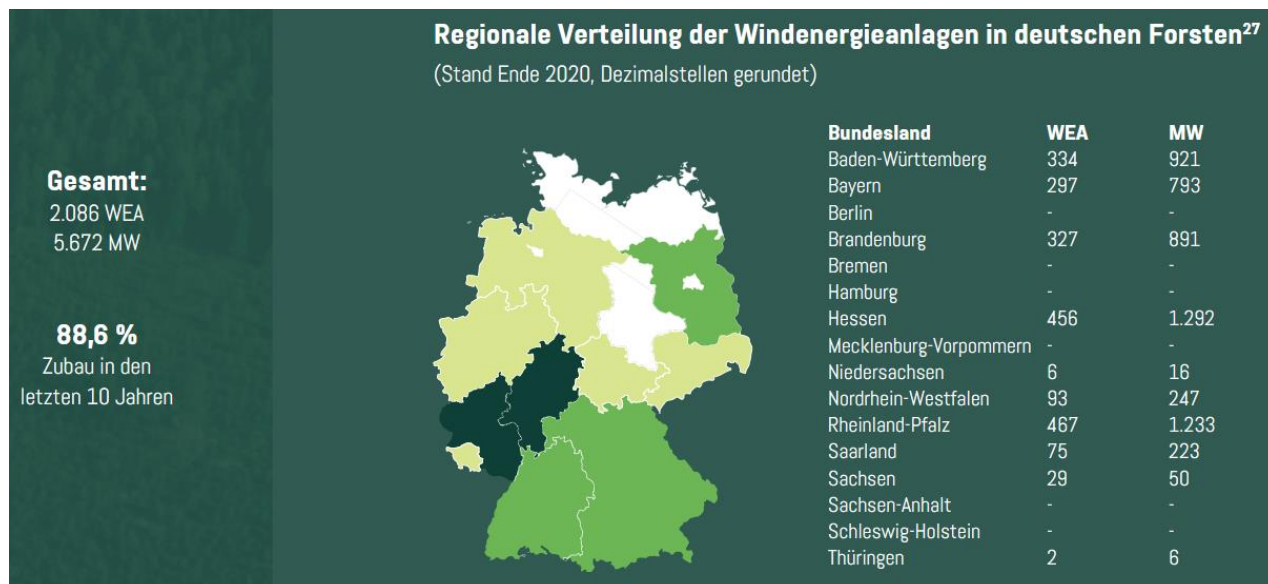 Regionale Verteilung der Windenergieanlagen in deutschen Forsten²⁷
(Stand Ende 2020, Dezimalstellen gerundet)
Gesamt:
2.086 WEA
5.672 MW
88,6 %
Zubau in den
letzten 10 Jahren
Bundesland WEA MW
Baden-Württemberg 334 921
Bayern 297 793
Berlin - -
Brandenburg 327 891
Bremen - -
Hamburg - -
Hessen 456 1.292
Mecklenburg-Vorpommern - -
Niedersachsen 6 16
Nordrhein-Westfalen 93 247
Rheinland-Pfalz 467 1.233
Saarland 75 223
Sachsen 29 50
Sachsen-Anhalt - -
Schleswig-Holstein - -
Thüringen 2 6